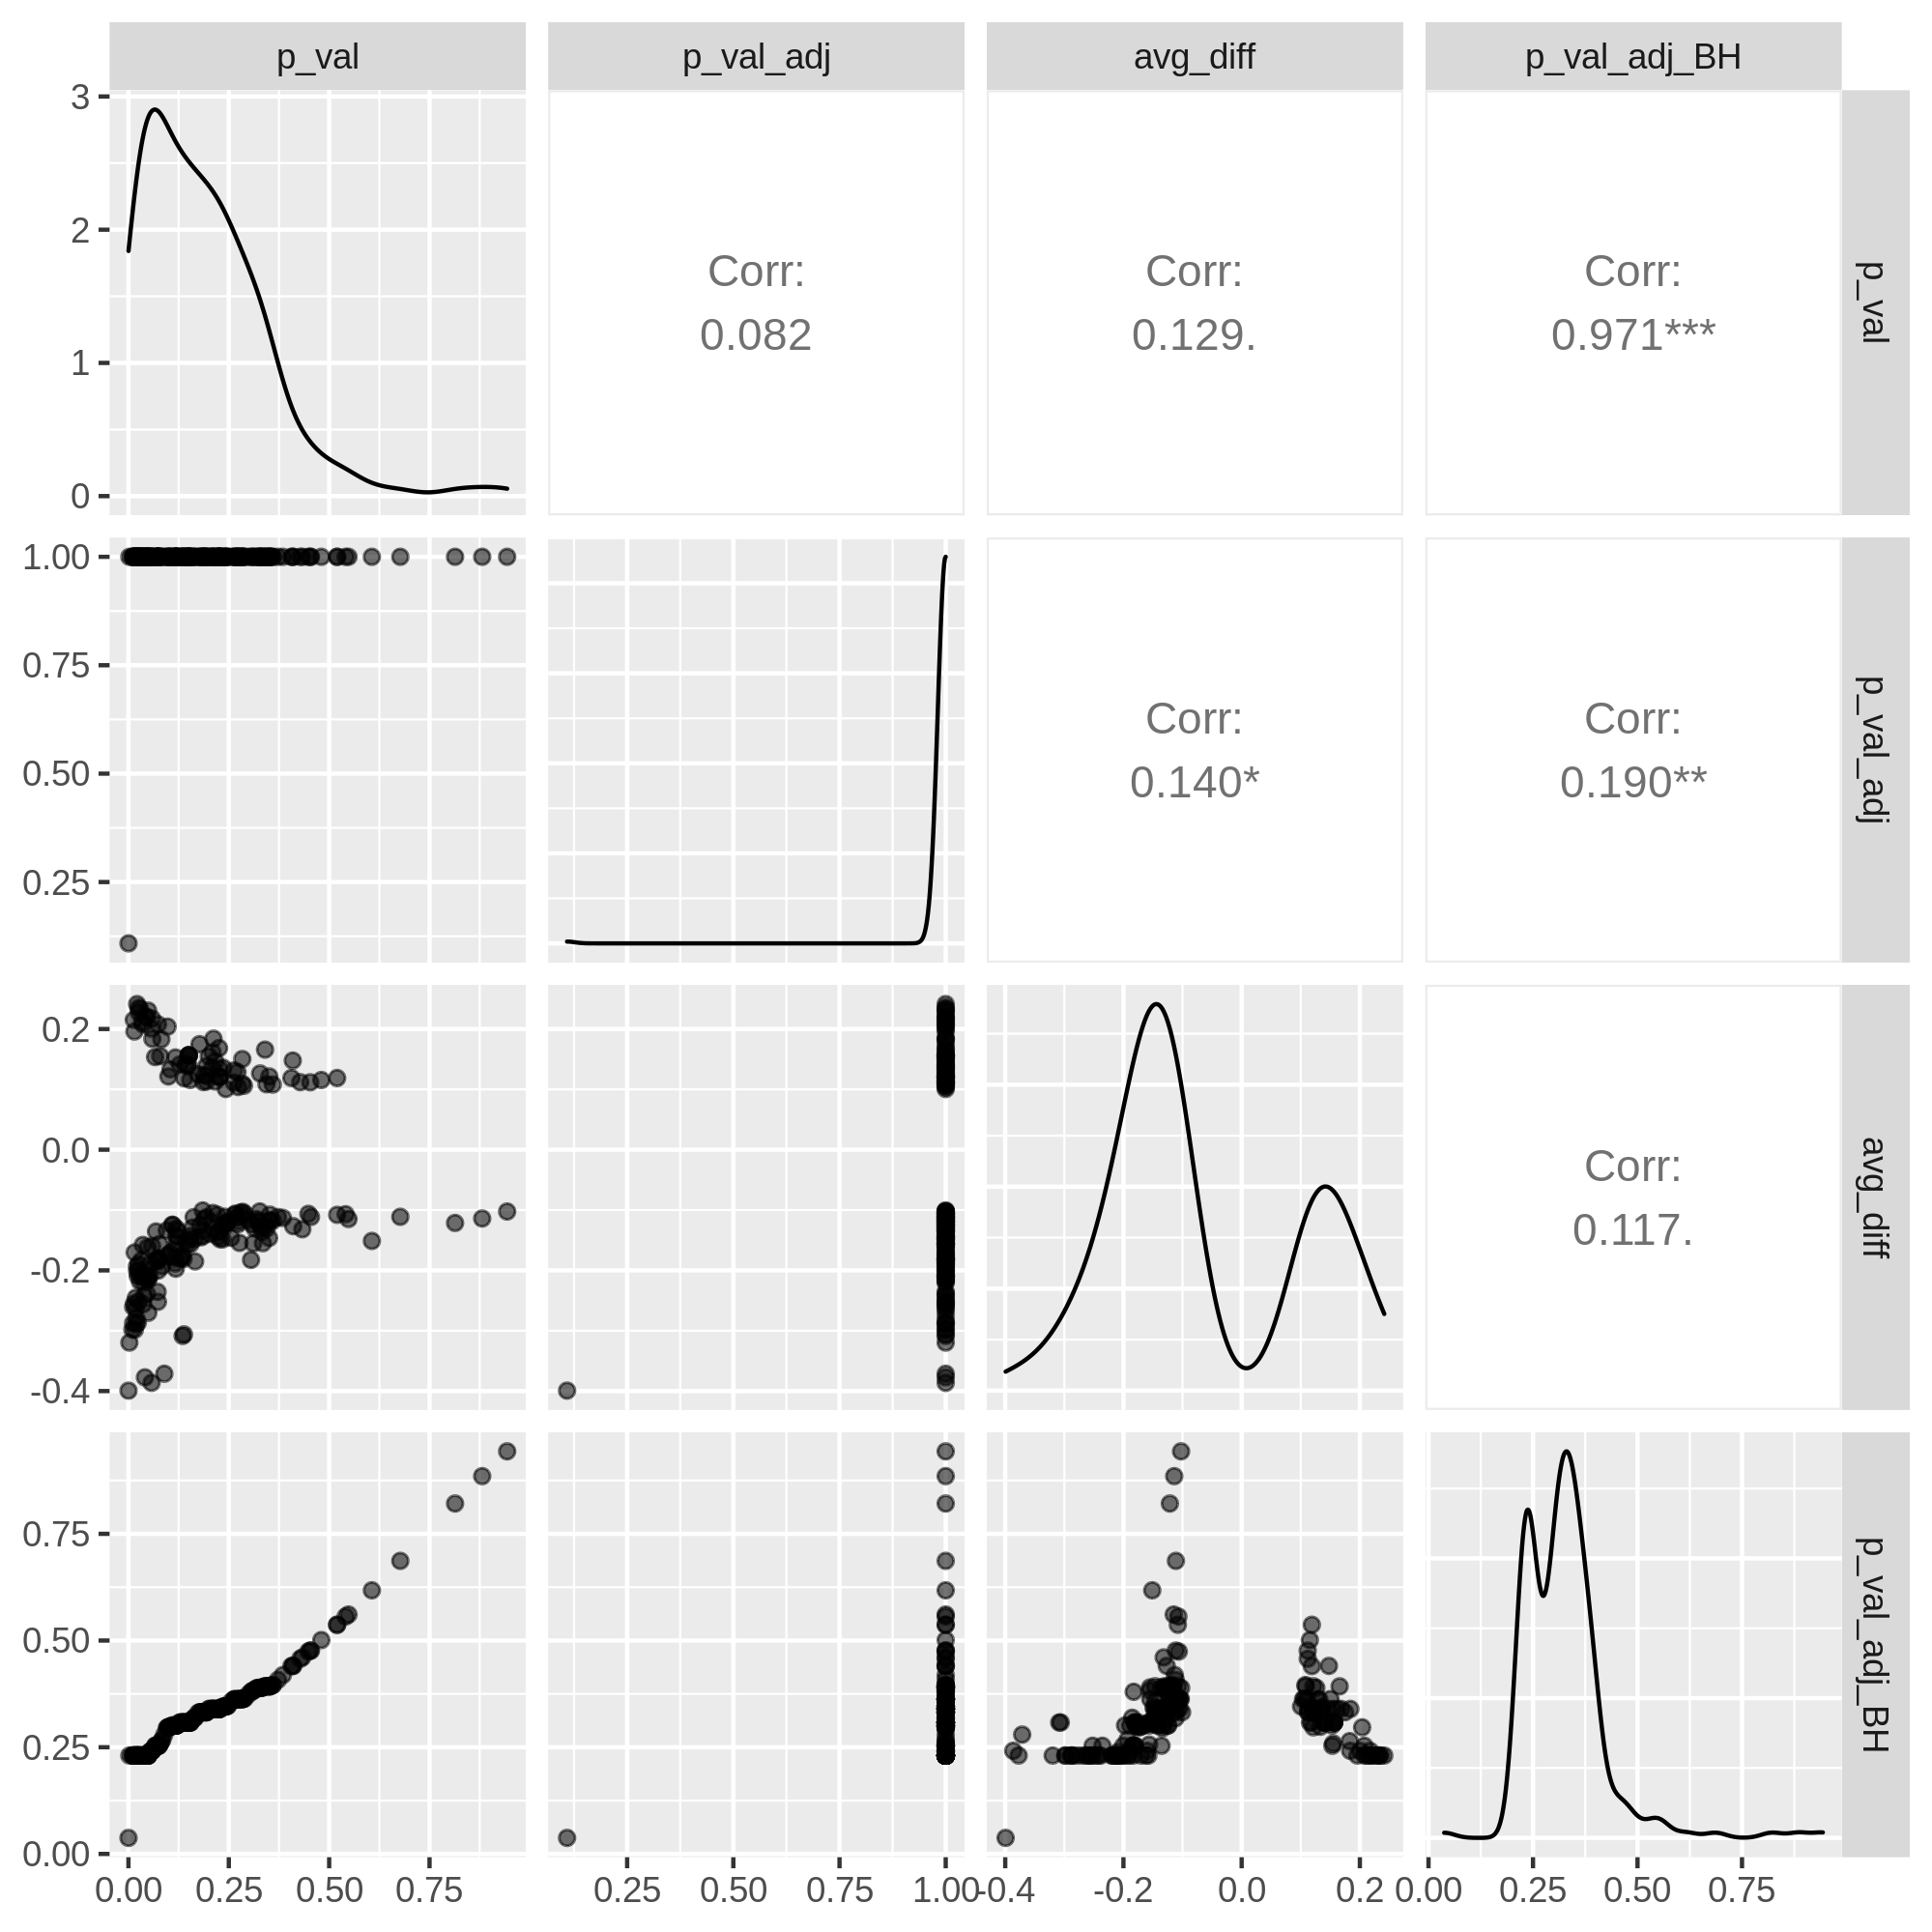 p_val p_val_adj avg_diff p_val_adj_BH
3
2
1
0
Corr:
0.082
Corr:
0.129.
Corr:
0.971***
p_val
1.00
0.75
0.50
0.25
Corr:
0.140*
Corr:
0.190**
p_val_adj
0.2
0.0
-0.2
-0.4
Corr:
0.117.
avg_diff
0.75
0.50
0.25
0.00
p_val_adj_BH
0.00 0.25 0.50 0.75
0.25 0.50 0.75 1.00
-0.4 -0.2 0.0 0.2
0.00 0.25 0.50 0.75